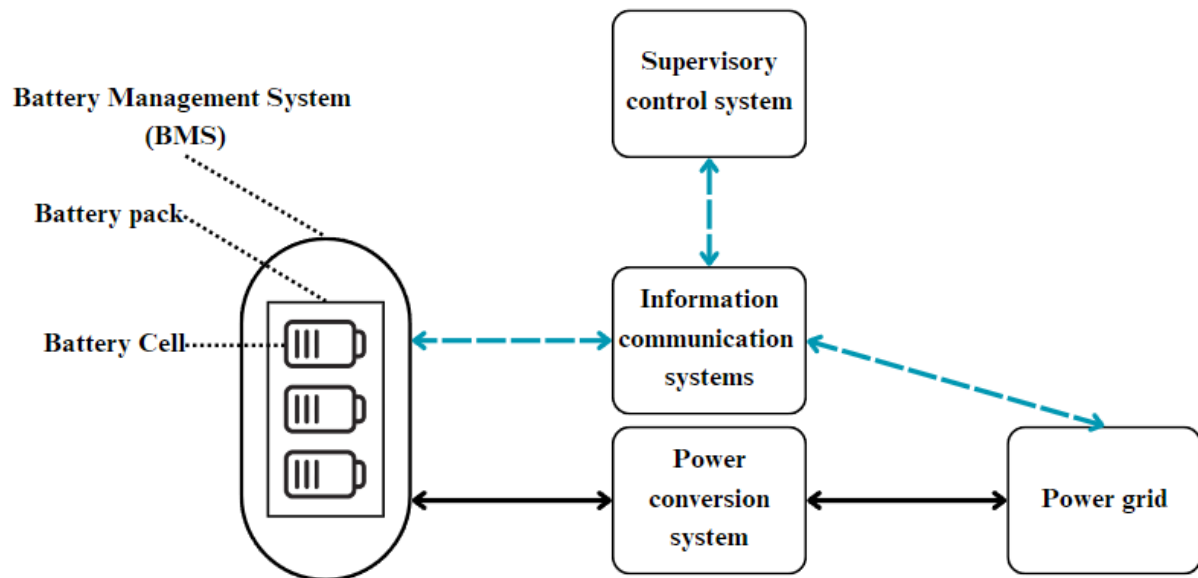 Supervisory
control system
Battery Management System
(BMS)
Battery pack
Battery Cell
Information
communication
systems
Power
conversion
system
Power grid